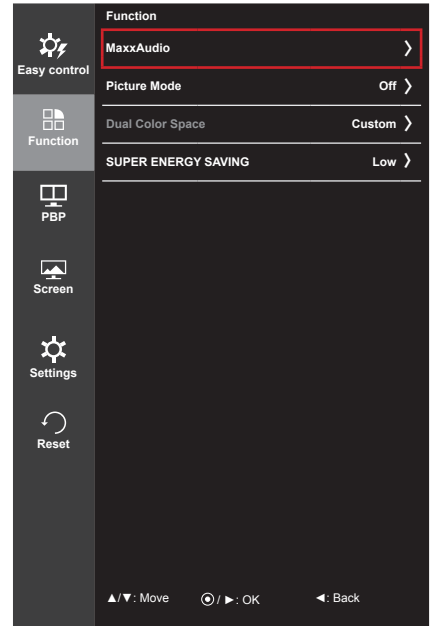 Easy control
Function
PBP
Screen
Settings
Reset
Function
MaxxAudio
Picture Mode Off
Dual Color Space Custom
SUPER ENERGY SAVING Low
▲/▼: Move ◉/ ►: OK ◄: Back